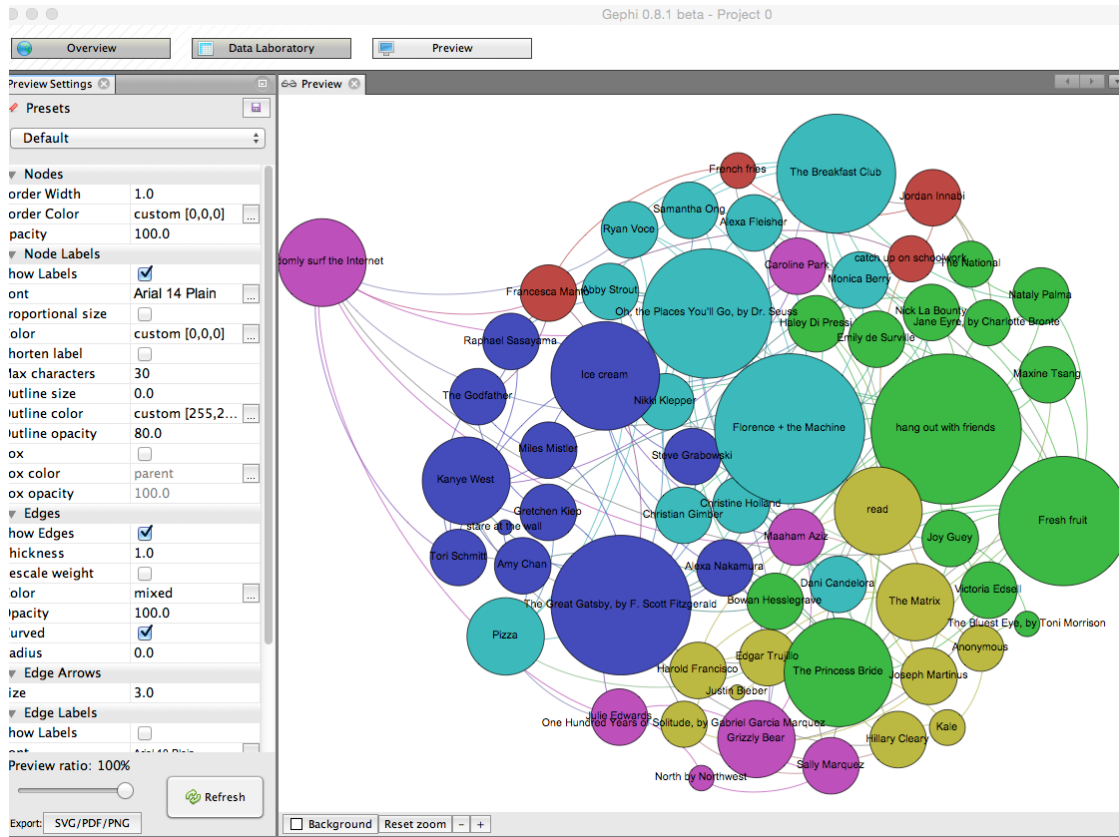 Gephi 0.8.1 beta - Project 0
Overview
Data Laboratory
Preview
Preview Settings
Preview
Presets
Default
Nodes
order Width 1.0
order Color custom [0,0,0] ...
pacity 100.0
Node Labels
how Labels
ont Arial 14 Plain ...
roportional size
olor custom [0,0,0] ...
horten label
Max characters 30
utline size 0.0
utline color custom [255,2... ...
utline opacity 80.0
ox
ox color parent ...
ox opacity 100.0
Edges
how Edges
hickness 1.0
escale weight
olor mixed ...
pacity 100.0
urved
adius 0.0
Edge Arrows
ize 3.0
Edge Labels
how Labels
Preview ratio: 100%
Refresh
Export: SVG/PDF/PNG
Background
Reset zoom
-
+
French fries
The Breakfast Club
Jordan Innabi
Samantha Ong
Alexa Fleisher
Ryan Voce
omly surf the Internet
Caroline Park
catch up on schoolwork
The National
Monica Berry
Francesca
Abby Strout
Nataly Palma
Oh, the Places You'll Go, by Dr. Seuss
Nick La Bounty
Haley Di Pressi
Jane Eyre, by Charlotte Bronte
Emily de Surville
Raphael Sasayama
Ice cream
Maxine Tsang
The Godfather
Nikki Klepper
Florence + the Machine
hang out with friends
Miles Mistler
Steve Grabowski
Kanye West
Christine Holland
Gretchen Kiep
Christian Gimber
read
Fresh fruit
stare at the wall
Maaham Aziz
Joy Guey
Tori Schmitt
Amy Chan
Alexa Nakamura
Dani Candelora
Victoria Edsell
The Great Gatsby, by F. Scott Fitzgerald
Bowan Hesslegrave
The Matrix
The Bluest Eye, by Toni Morrison
Pizza
Anonymous
Edgar Trujillo
Harold Francisco
The Princess Bride
Joseph Martinus
Justin Bieber
Julie Edwards
One Hundred Years of Solitude, by Gabriel Garcia Marquez
Kale
Grizzly Bear
Hillary Cleary
Sally Marquez
North by Northwest